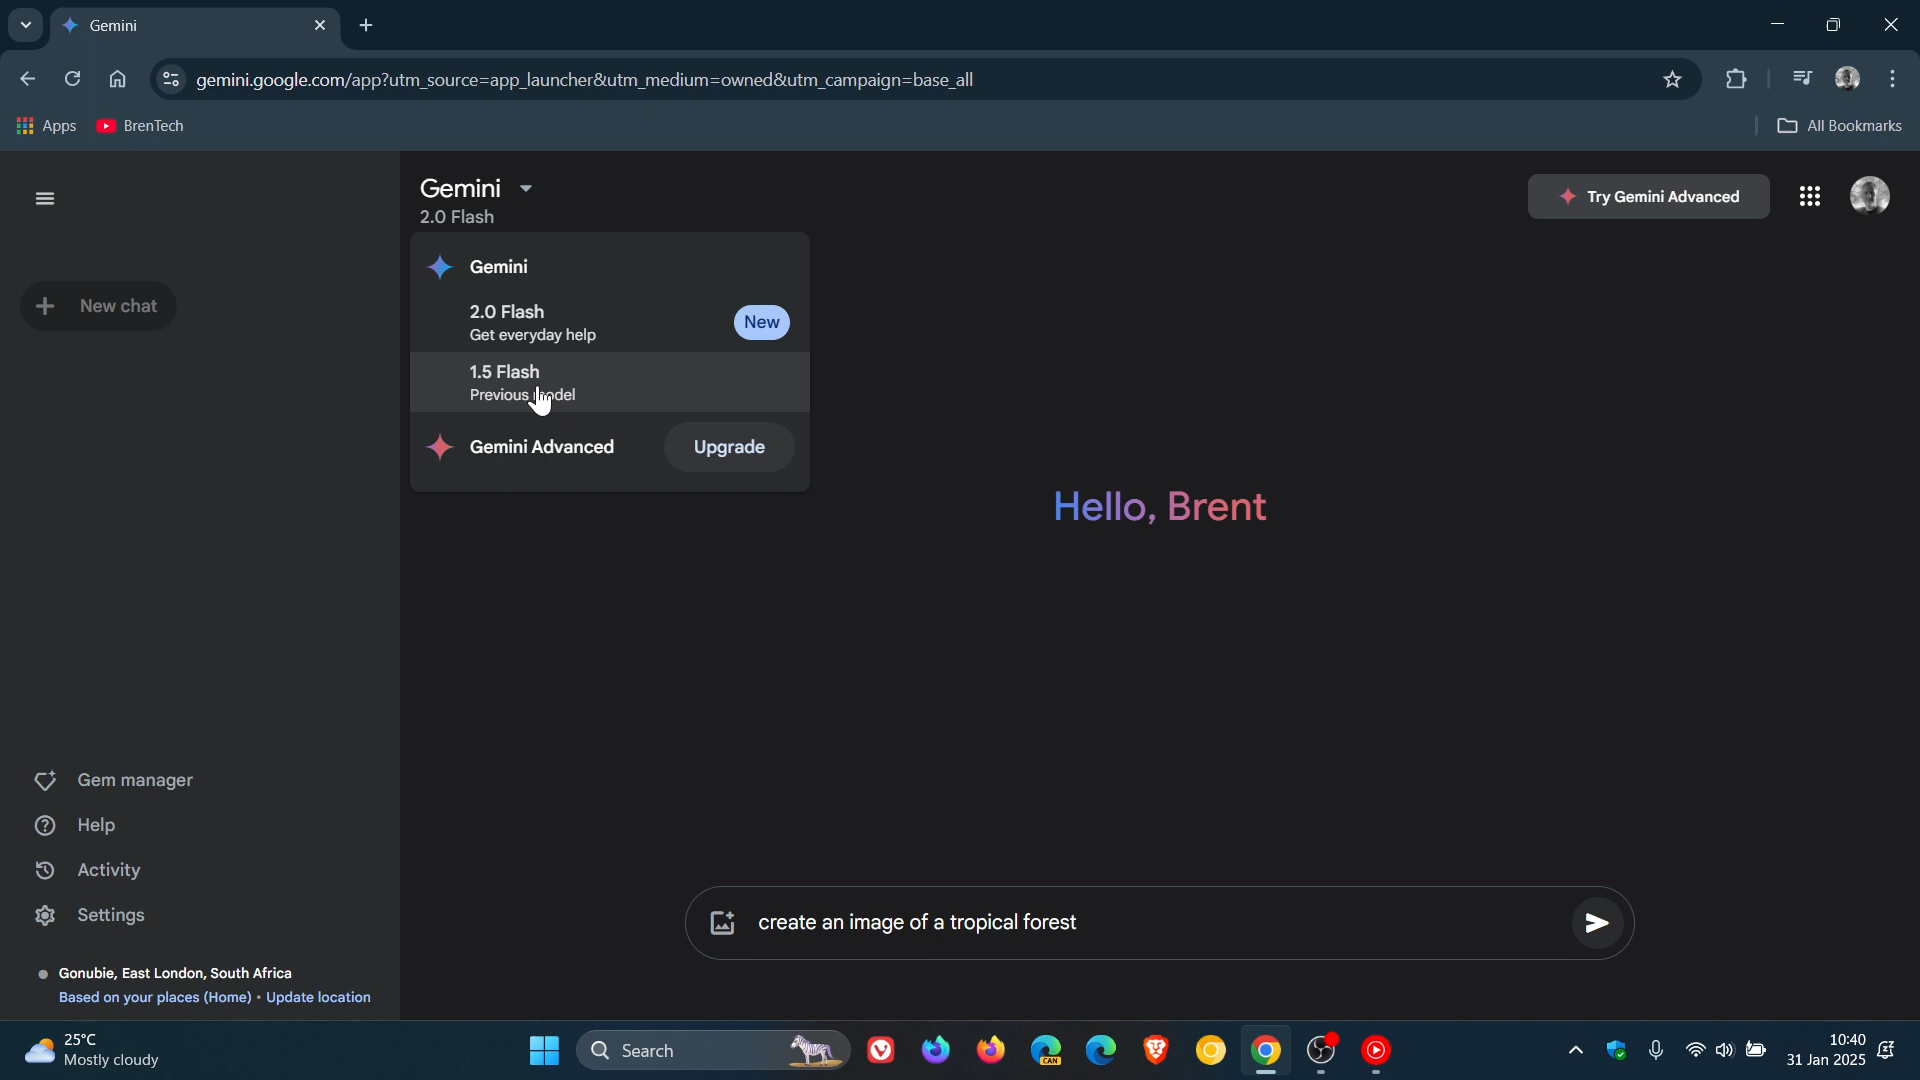 Gemini
gemini.google.com/app?utm_source=app_launcher&utm_medium=owned&utm_campaign=base_all
Apps
BrenTech
All Bookmarks
Gemini
2.0 Flash
Try Gemini Advanced
Gemini
2.0 Flash
Get everyday help
New
1.5 Flash
Previous model
Gemini Advanced
Upgrade
New chat
Hello, Brent
Gem manager
Help
Activity
Settings
create an image of a tropical forest
Gonubie, East London, South Africa
Based on your places (Home) • Update location
25°C
Mostly cloudy
Search
CAN
10:40
31 Jan 2025